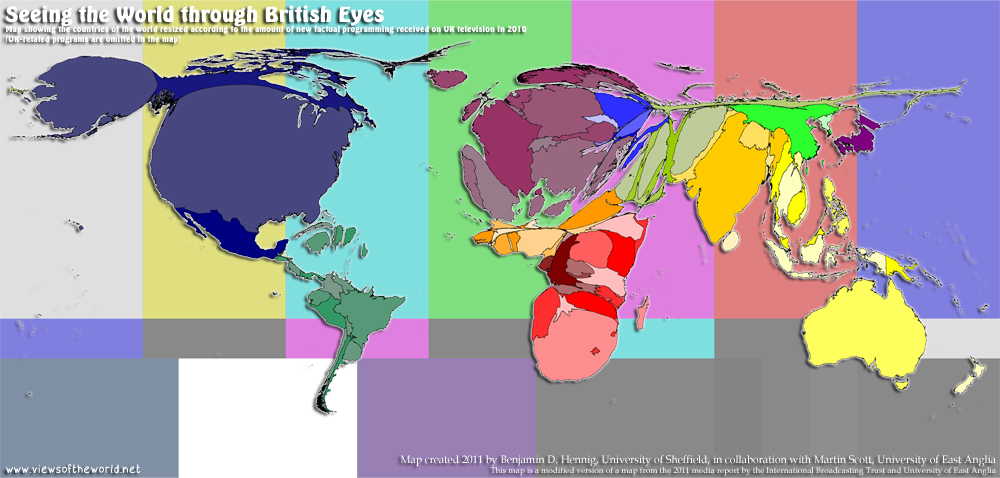 Seeing the World through British Eyes
Map showing the countries of the world resized according to the amount of new factual programming received on UK television in 2010
(UK-related programs are omitted in the map)
www.viewsoftheworld.net
Map created 2011 by Benjamin D. Hennig, University of Sheffield, in collaboration with Martin Scott, University of East Anglia
This map is a modified version of a map from the 2011 media report by the International Broadcasting Trust and University of East Anglia